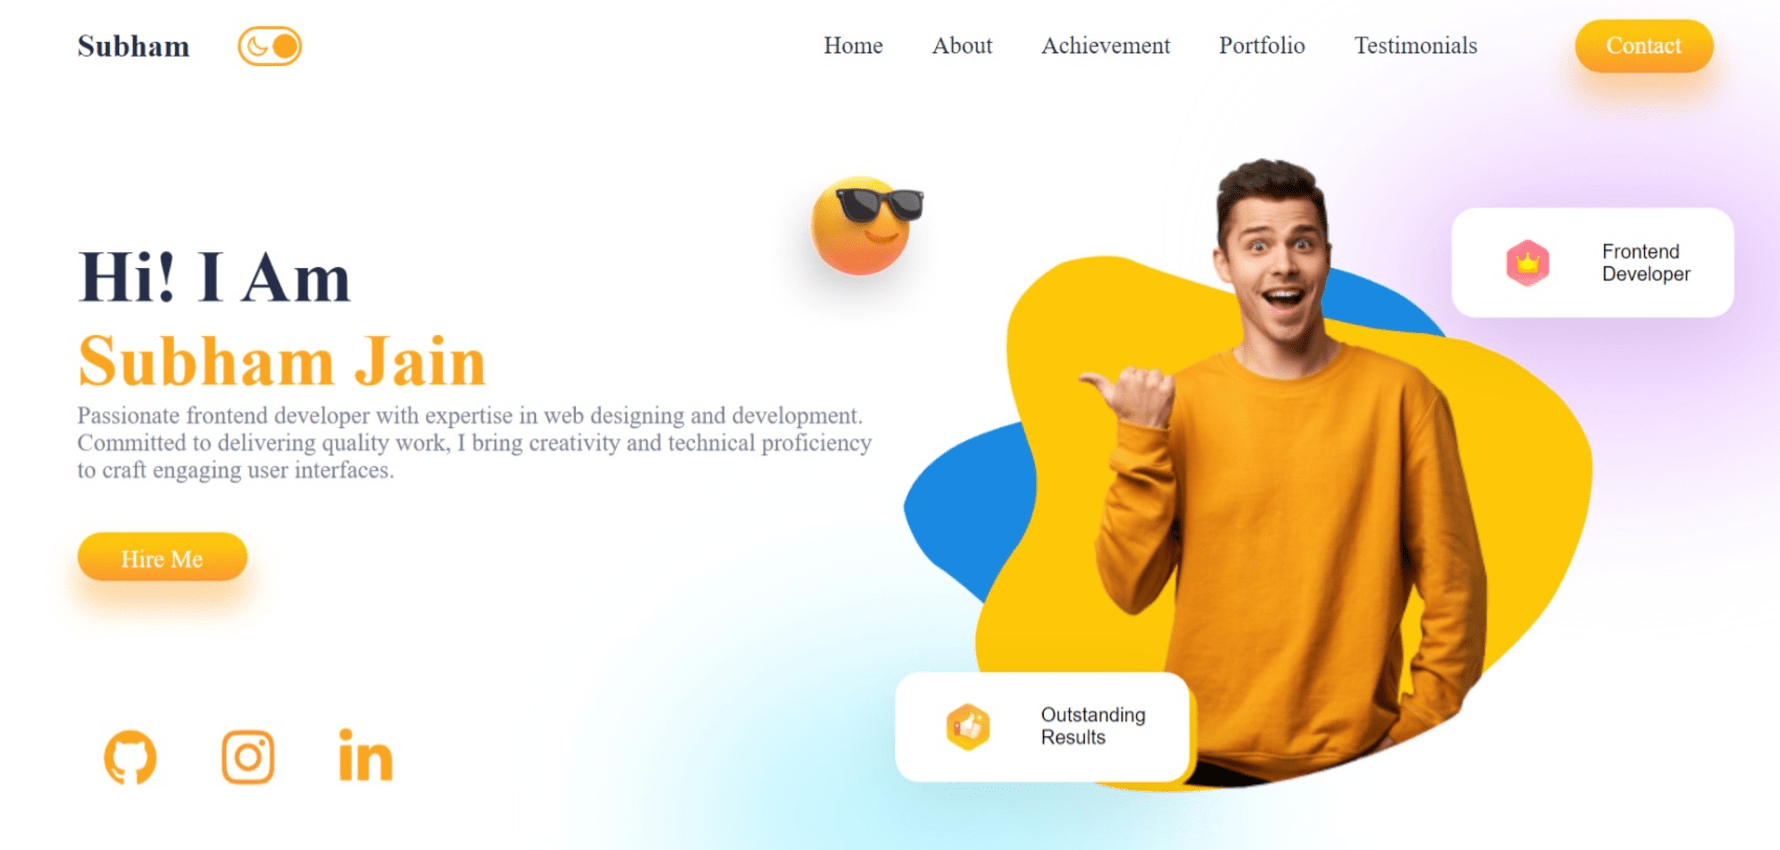 Subham
Home
About
Achievement
Portfolio
Testimonials
Contact
Hi! I Am
Subham Jain
Passionate frontend developer with expertise in web designing and development.
Committed to delivering quality work, I bring creativity and technical proficiency
to craft engaging user interfaces.
Hire Me
Frontend
Developer
Outstanding
Results
in